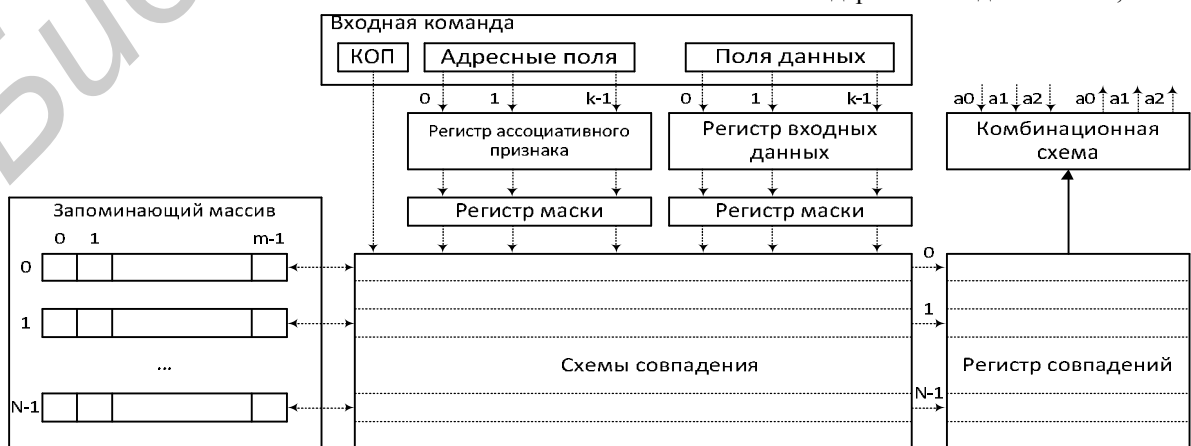 Входная команда
КОП Адресные поля Поля данных
0 1 k-1 0 1 k-1 a0 a1 a2 a0 a1 a2
Регистр ассоциативного признака
Регистр входных данных
Комбинационная схема
Регистр маски Регистр маски
Запоминающий массив
0 1 m-1
0 0
1 1
Схемы совпадения Регистр совпадений
...
N-1 N-1